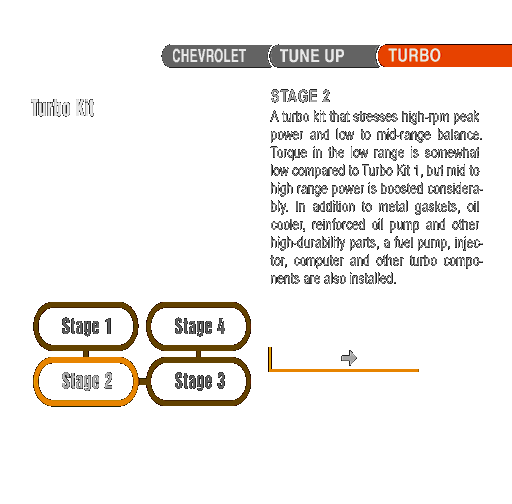 CHEVROLET TUNE UP TURBO
Turbo Kit
STAGE 2
A turbo kit that stresses high-rpm peak
power and low to mid-range balance.
Torque in the low range is somewhat
low compared to Turbo Kit 1, but mid to
high range power is boosted considera-
bly. In addition to metal gaskets, oil
cooler, reinforced oil pump and other
high-durability parts, a fuel pump, injec-
tor, computer and other turbo compo-
nents are also installed.
Stage 1 Stage 4
Stage 2 Stage 3